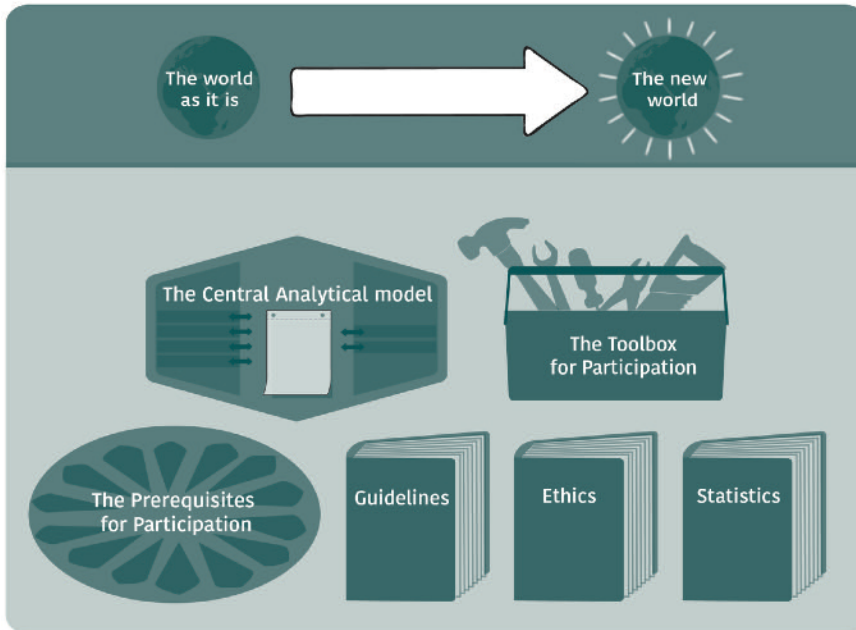 The world
as it is
The new
world
The Central Analytical model
The Toolbox
for Participation
The Prerequisites
for Participation
Guidelines
Ethics
Statistics